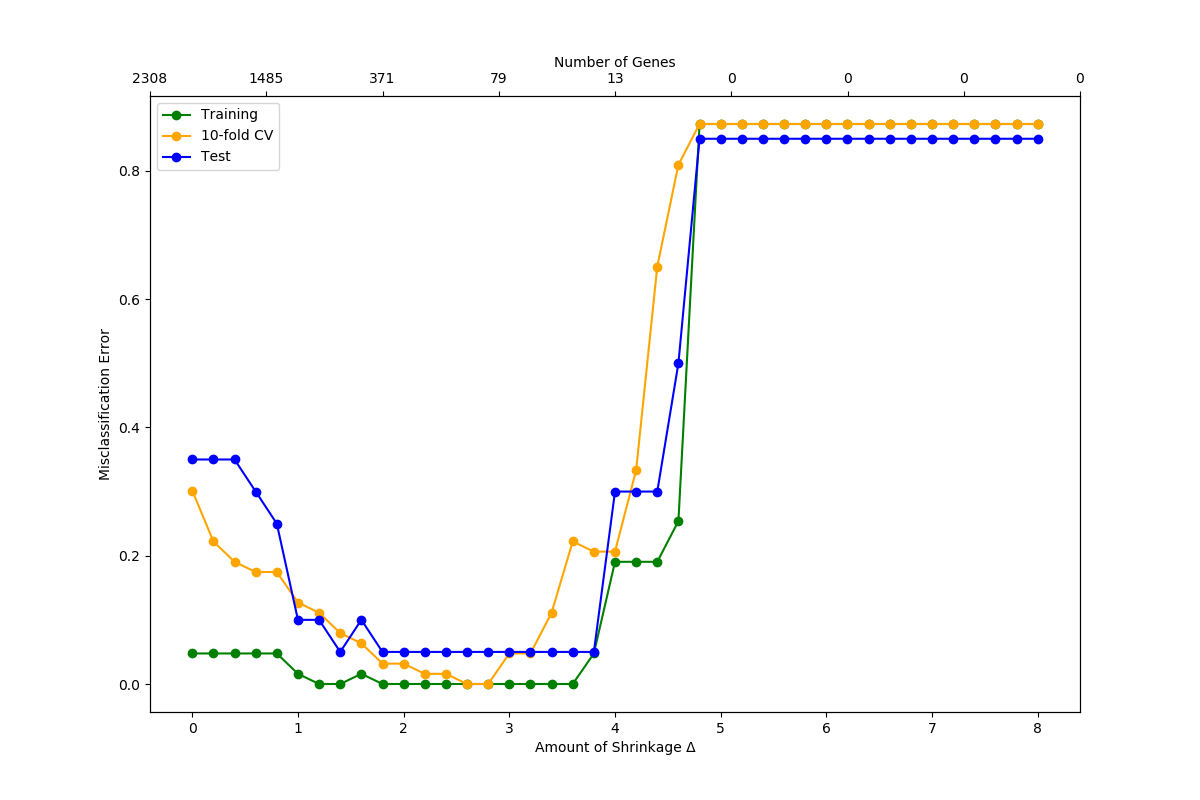 Number of Genes
2308 1485 371 79 13 0 0 0 0
Training
10-fold CV
Test
Misclassification Error
0.8
0.6
0.4
0.2
0.0
0 1 2 3 4 5 6 7 8
Amount of Shrinkage Δ